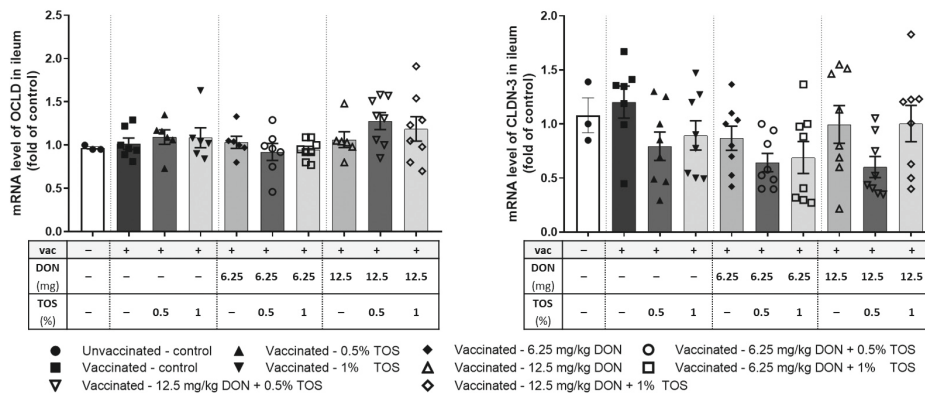 mRNA level of OCLD in ileum
(fold of control)
2.5
2.0
1.5
1.0
0.5
0.0
vac – + + + + + + + + +
DON (mg) – – – – 6.25 6.25 6.25 12.5 12.5 12.5
TOS (%) – – 0.5 1 – 0.5 1 – 0.5 1
mRNA level of CLDN-3 in ileum
(fold of control)
2.0
1.5
1.0
0.5
0.0
vac – + + + + + + + + +
DON (mg) – – – – 6.25 6.25 6.25 12.5 12.5 12.5
TOS (%) – – 0.5 1 – 0.5 1 – 0.5 1
Unvaccinated - control
Vaccinated - 0.5% TOS
Vaccinated - 6.25 mg/kg DON
Vaccinated - 6.25 mg/kg DON + 0.5% TOS
Vaccinated - control
Vaccinated - 1% TOS
Vaccinated - 12.5 mg/kg DON
Vaccinated - 6.25 mg/kg DON + 1% TOS
Vaccinated - 12.5 mg/kg DON + 0.5% TOS
Vaccinated - 12.5 mg/kg DON + 1% TOS